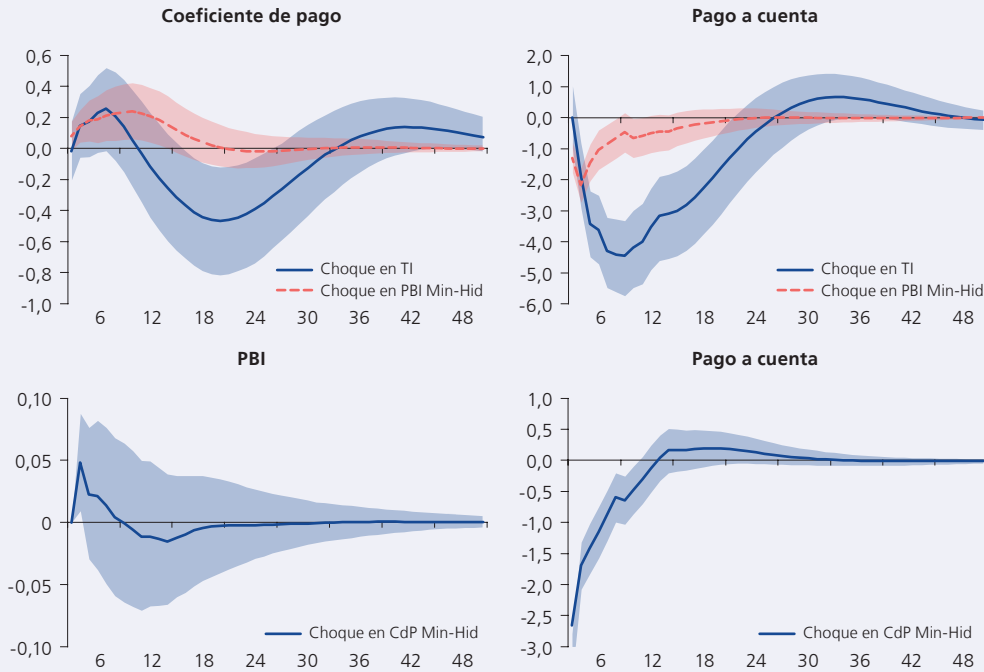 Coeficiente de pago
0,6
0,4
0,2
0,0
-0,2
-0,4
-0,6
-0,8
-1,0
Choque en TI
Choque en PBI Min-Hid
6 12 18 24 30 36 42 48
Pago a cuenta
2,0
1,0
0,0
-1,0
-2,0
-3,0
-4,0
-5,0
-6,0
Choque en TI
Choque en PBI Min-Hid
6 12 18 24 30 36 42 48
PBI
0,10
0,05
0
-0,05
-0,10
Choque en CdP Min-Hid
6 12 18 24 30 36 42 48
Pago a cuenta
1,0
0,5
0,0
-0,5
-1,0
-1,5
-2,0
-2,5
-3,0
Choque en CdP Min-Hid
6 12 18 24 30 36 42 48